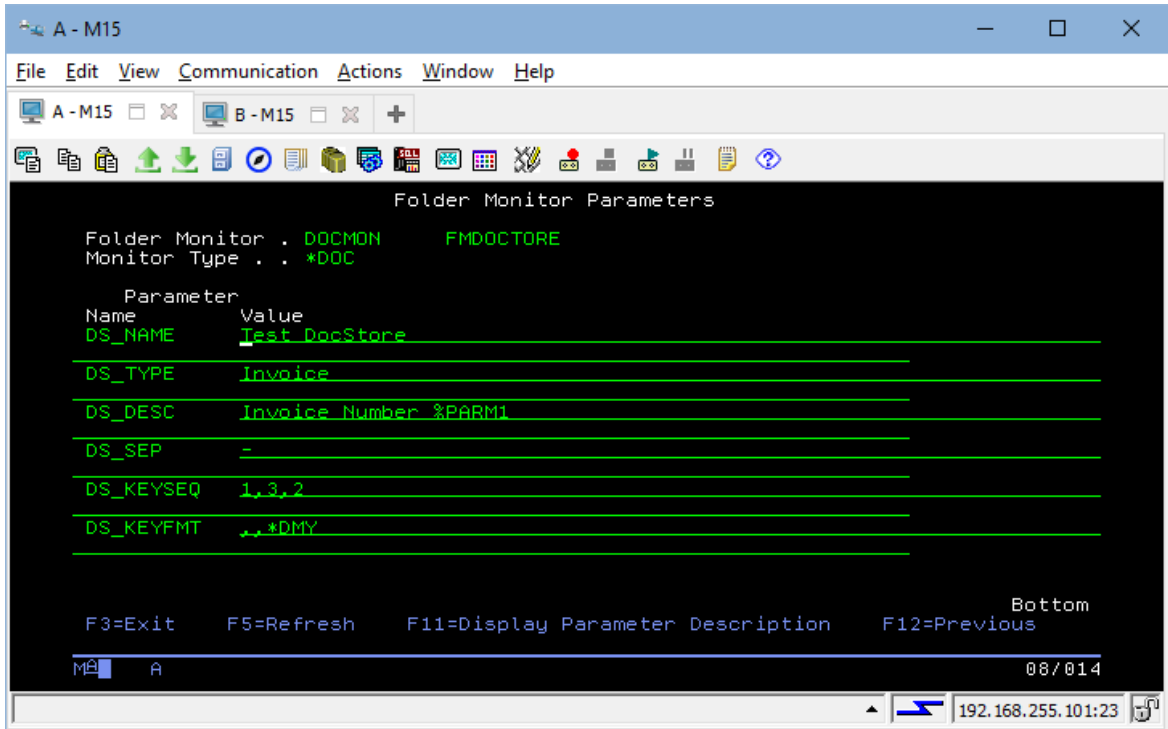 A - M15
File Edit View Communication Actions Window Help
A - M15 B - M15
Folder Monitor Parameters
Folder Monitor . DOCMON FMDOCTORE
Monitor Type . . *DOC
Parameter
Name Value
DS_NAME Test DocStore
DS_TYPE Invoice
DS_DESC Invoice Number %PARM1
DS_SEP -
DS_KEYSEQ 1,3,2
DS_KEYFMT ,,*DMY
Bottom
F3=Exit F5=Refresh F11=Display Parameter Description F12=Previous
MA A 08/014
192.168.255.101:23